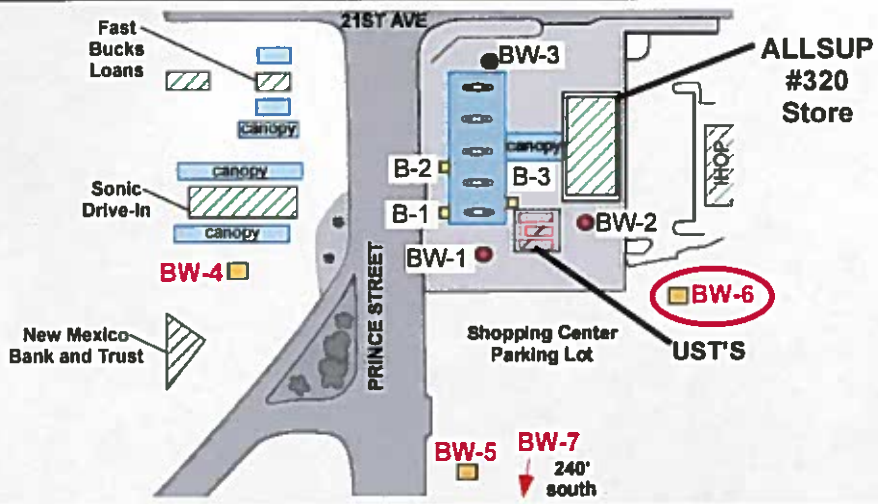 21ST AVE
Fast
Bucks
Loans
BW-3
ALLSUP
#320
Store
canopy
canopy
IHOP
canopy
B-2
B-3
Sonic
Drive-In
B-1
BW-2
canopy
BW-1
BW-4
BW-6
PRINCE STREET
New Mexico
Bank and Trust
Shopping Center
Parking Lot
UST'S
BW-5
BW-7
240'
south